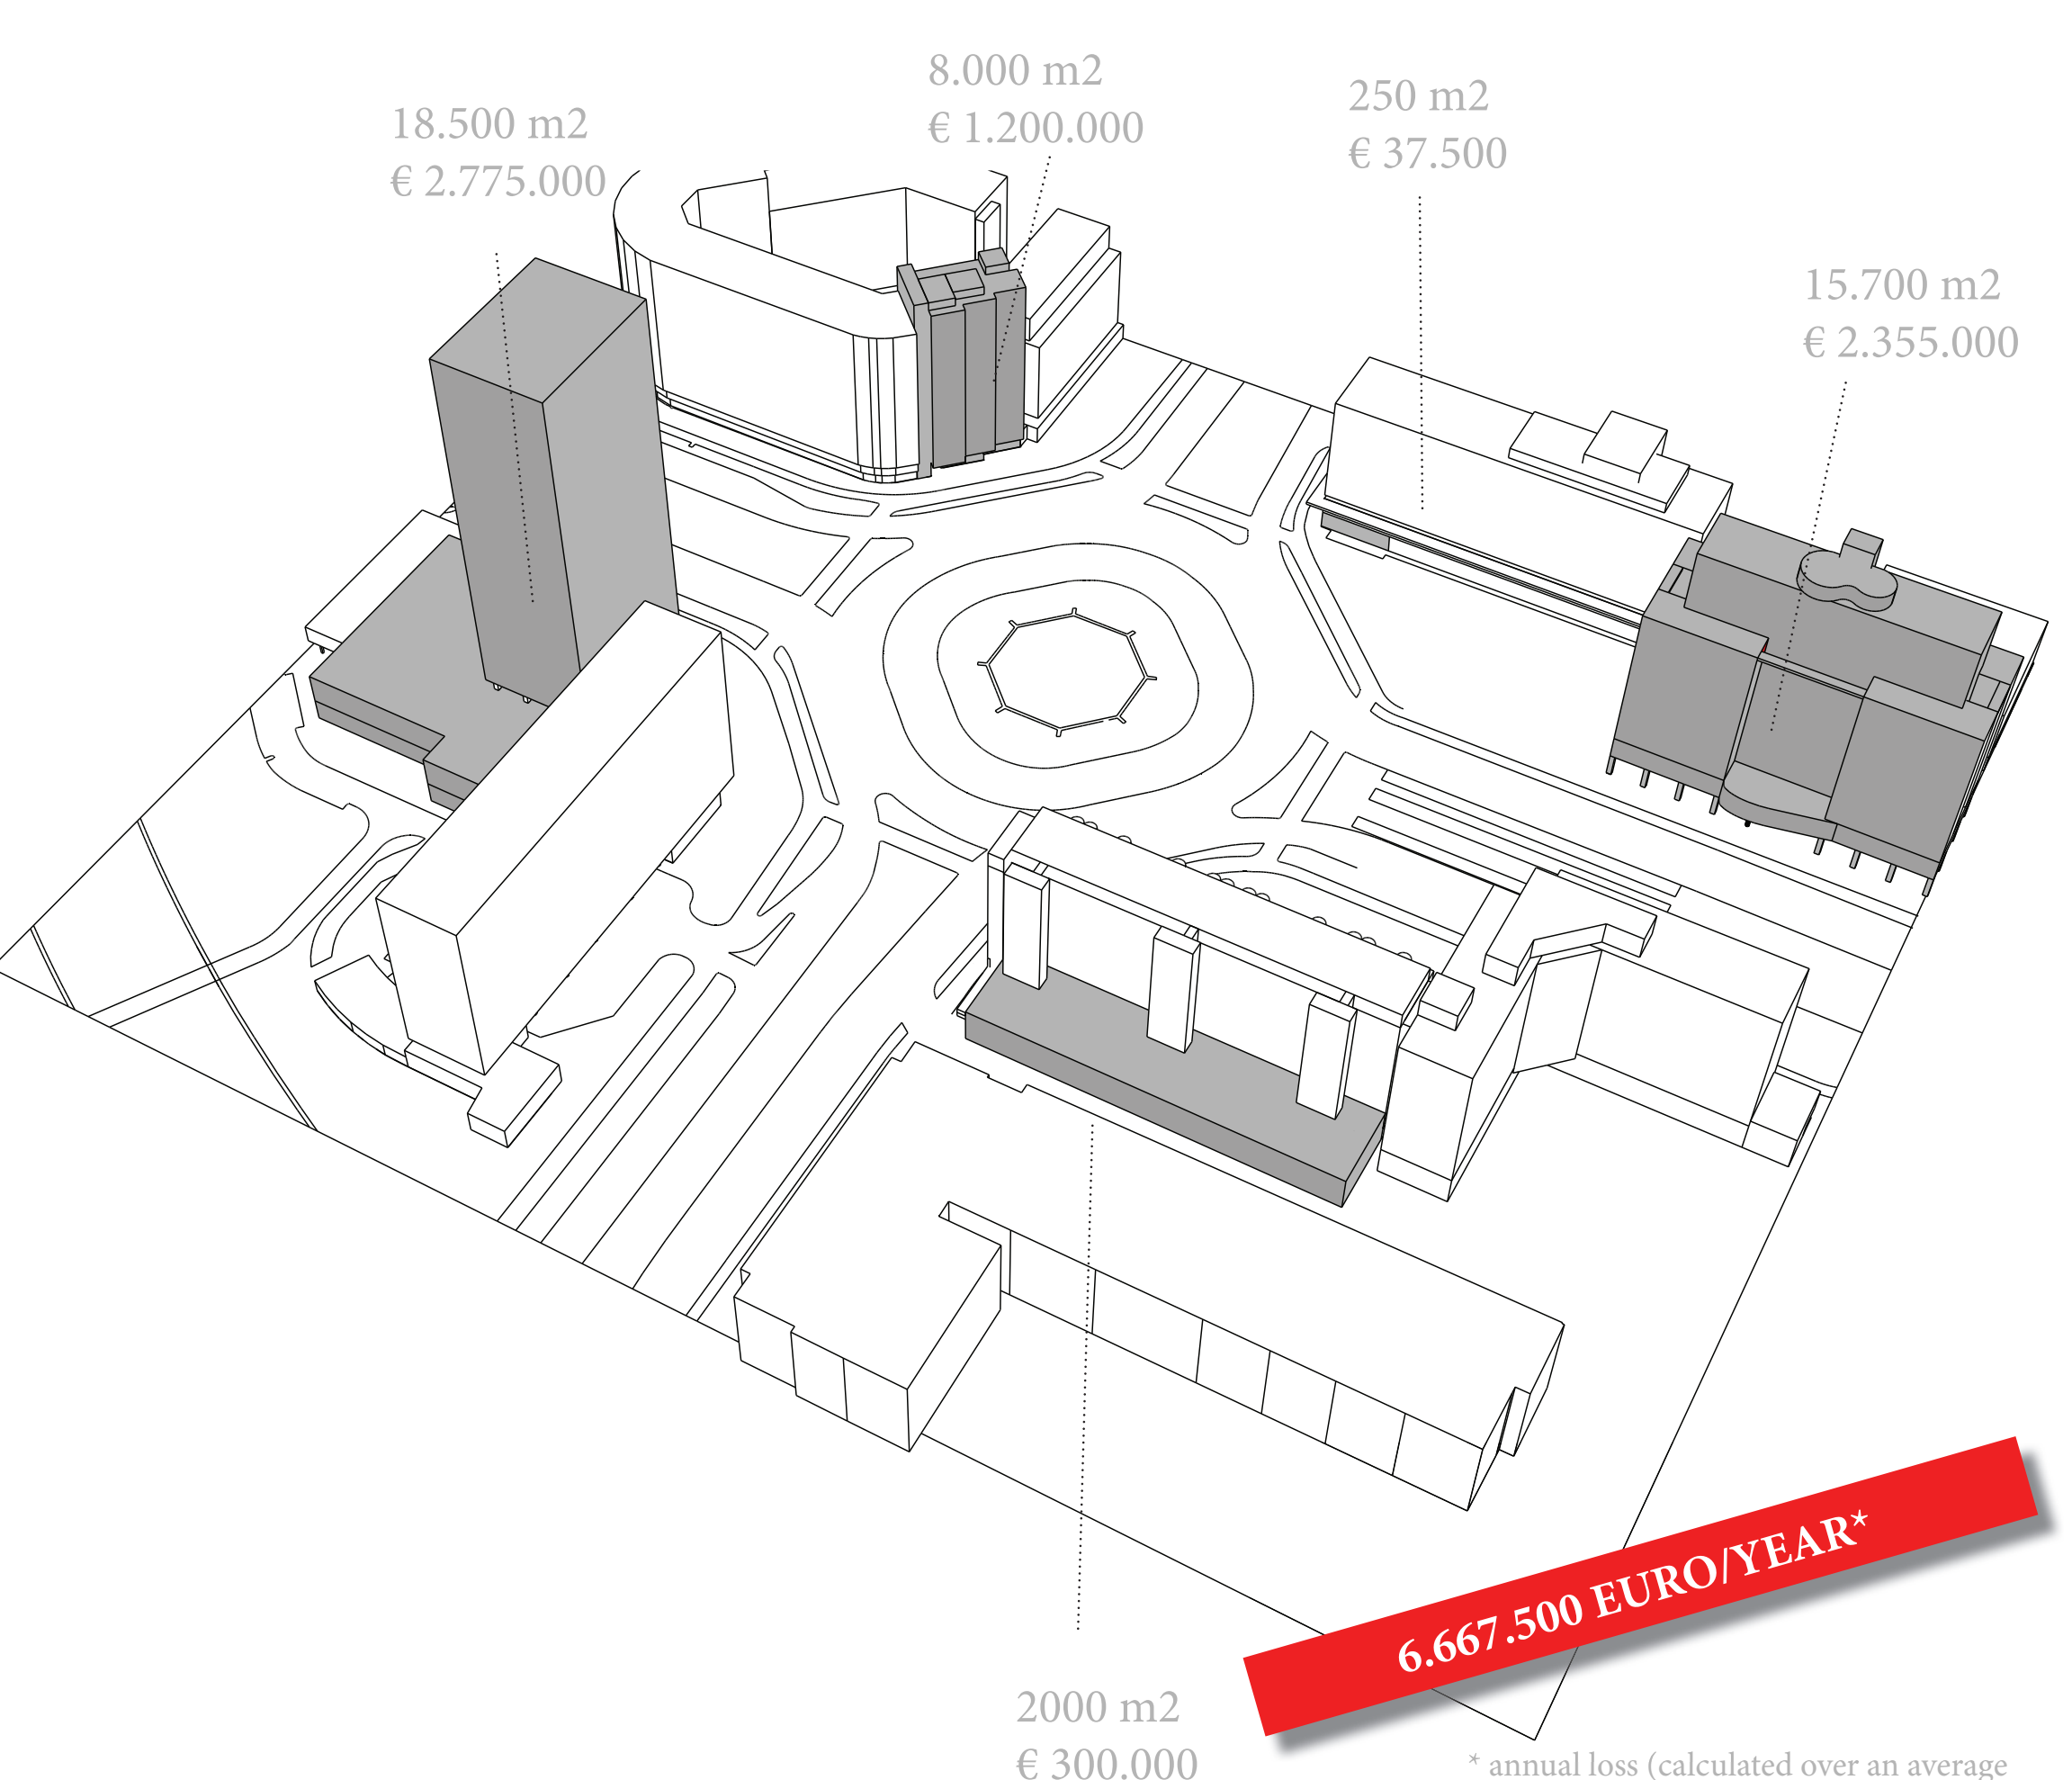 8.000 m2
€ 1.200.000
250 m2
€ 37.500
18.500 m2
€ 2.775.000
15.700 m2
€ 2.355.000
6.667.500 EURO/YEAR*
2000 m2
€ 300.000
* annual loss (calculated over an average